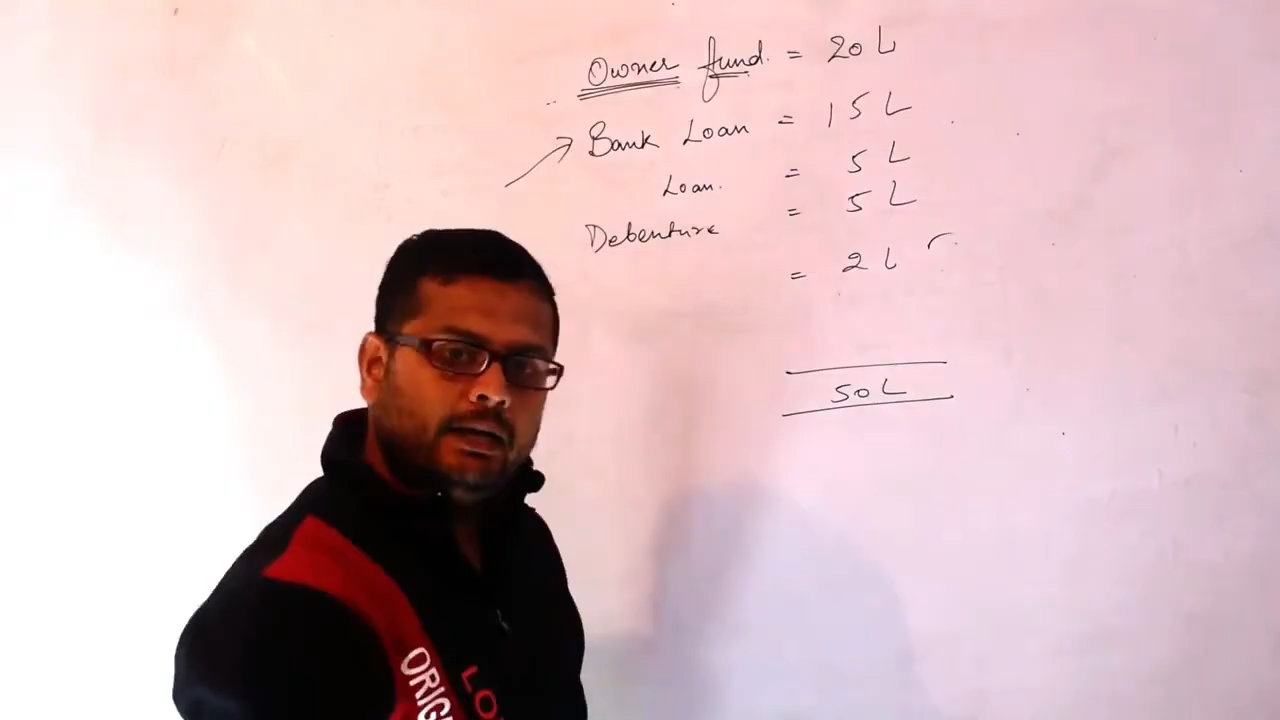 Owner fund. = 20 L
Bank Loan = 15 L
Loan. = 5 L
Debenture = 5 L
= 2 L
50 L